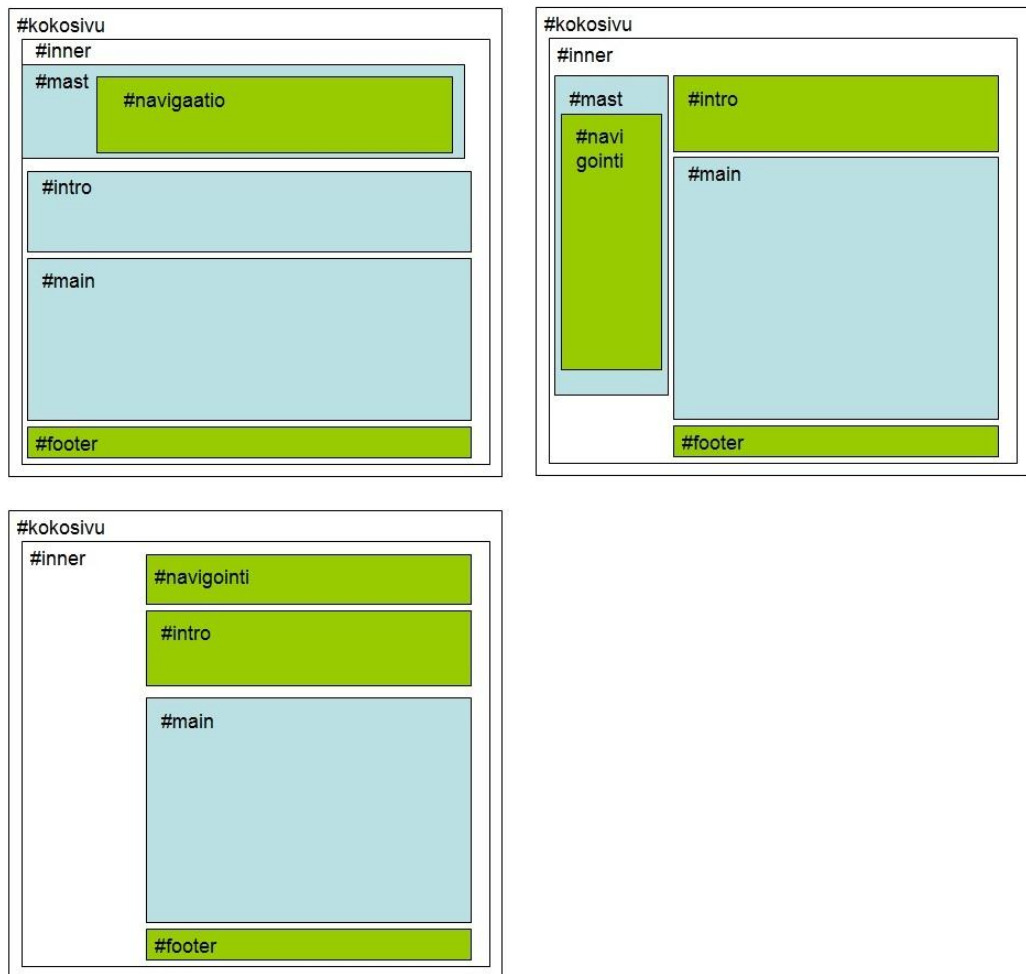 #kokosivu
#inner
#mast
#navigaatio
#intro
#main
#footer
#kokosivu
#inner
#mast
#navi
gointi
#intro
#main
#footer
#kokosivu
#inner
#navigointi
#intro
#main
#footer